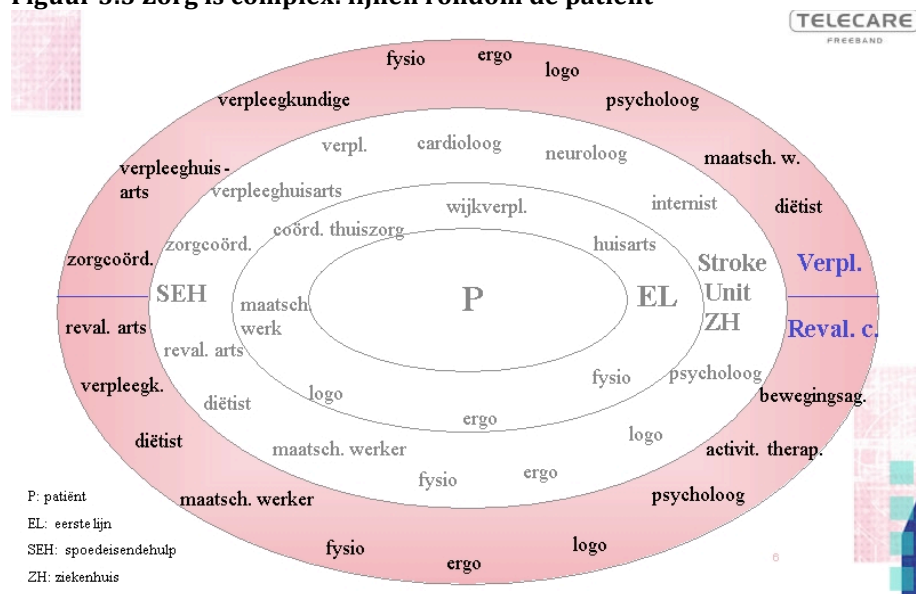 Figuur 3.3 Zorg is complex: lijnen rondom de patiënt
TELECARE
FREEBAND
fysio
ergo
logo
verpleegkundige
psycholoog
verpl.
cardioloog
neuroloog
maatsch. w.
verpleeghuis-
arts
verpleeghuisarts
internist
diëtist
wijkverpl.
coörd. thuiszorg
huisarts
zorgcoörd.
zorgcoörd.
Stroke
Unit
ZH
Verpl.
SEH
P
EL
maatsch.
werk
reval. arts
Reval. c.
reval. arts
verpleegk.
fysio
psycholoog
logo
diëtist
bewegingsag.
ergo
diëtist
logo
maatsch. werker
activit. therap.
fysio
ergo
maatsch. werker
psycholoog
P: patiënt
EL: eerste lijn
SEH: spoedeisendehulp
ZH: ziekenhuis
fysio
logo
ergo
6